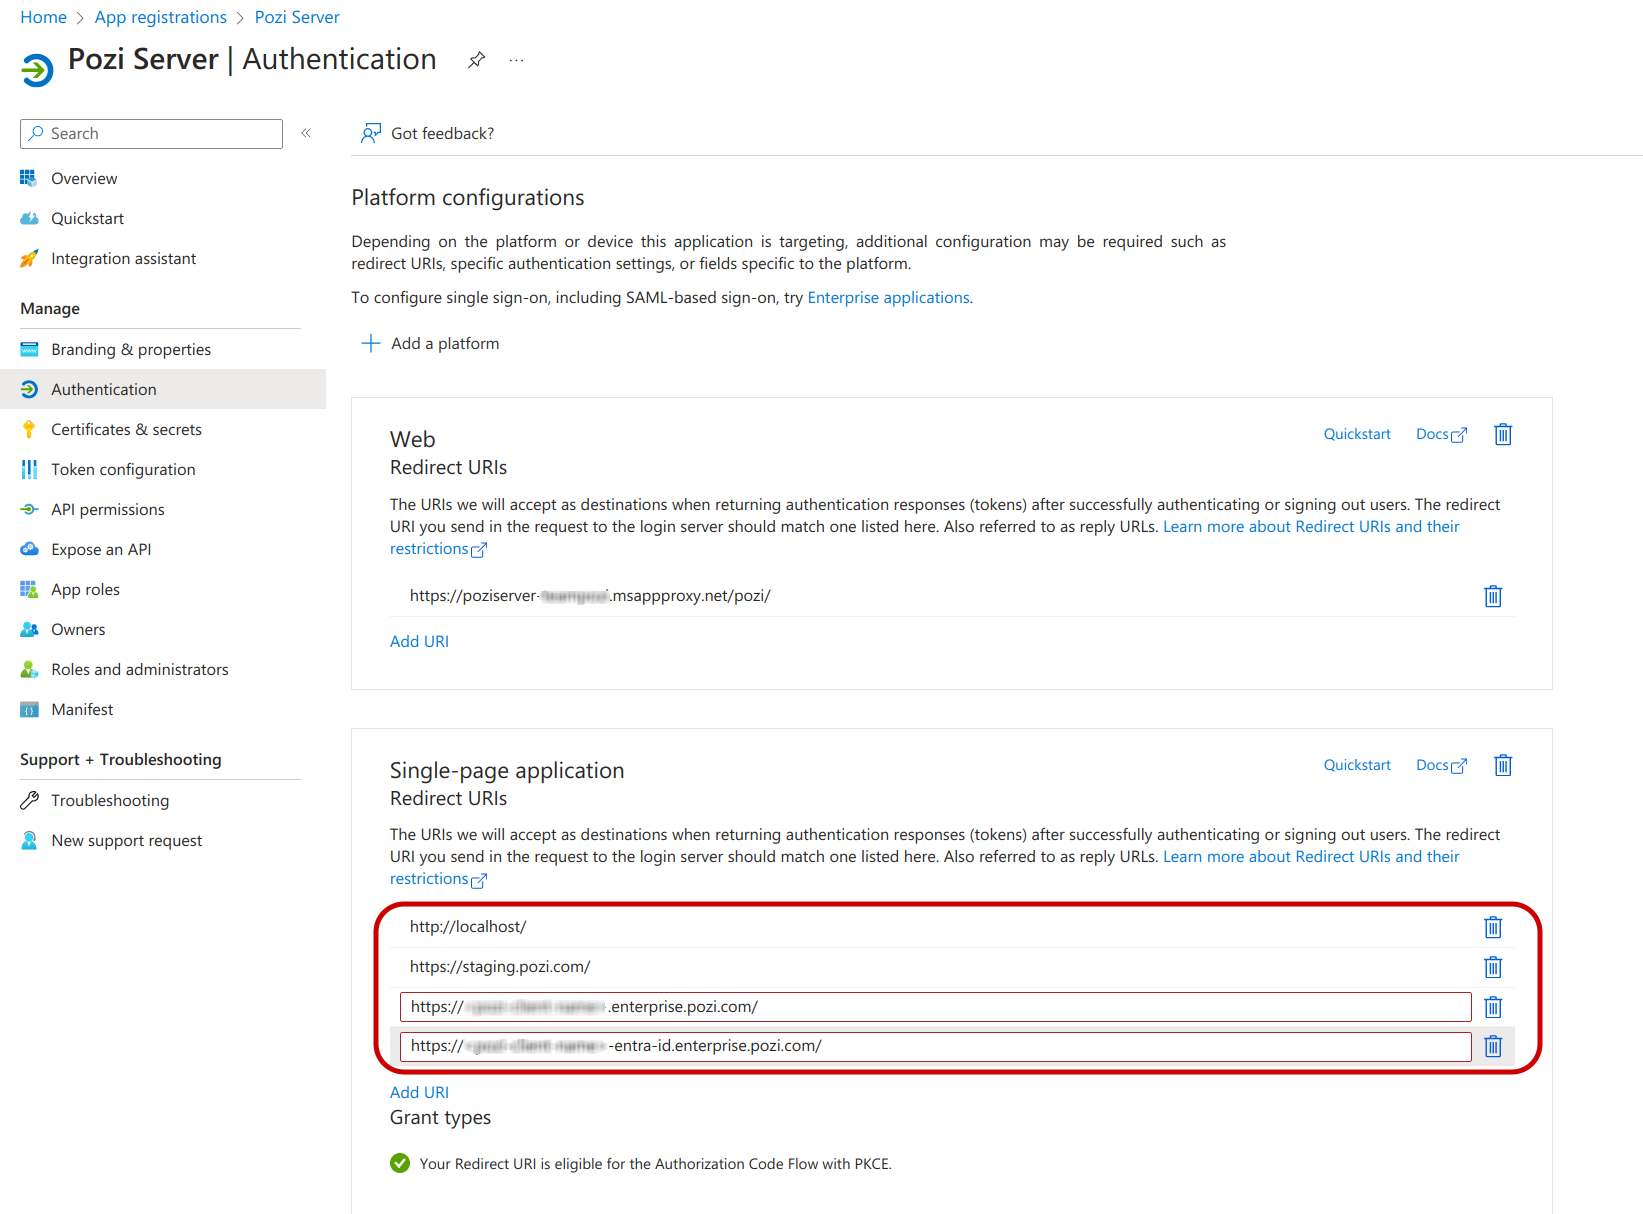 Home > App registrations > Pozi Server
Pozi Server | Authentication
Search
«
Got feedback?
Overview
Quickstart
Integration assistant
Manage
Branding & properties
Authentication
Certificates & secrets
Token configuration
API permissions
Expose an API
App roles
Owners
Roles and administrators
Manifest
Support + Troubleshooting
Troubleshooting
New support request
Platform configurations
Depending on the platform or device this application is targeting, additional configuration may be required such as
redirect URIs, specific authentication settings, or fields specific to the platform.
To configure single sign-on, including SAML-based sign-on, try Enterprise applications.
Add a platform
Web
Quickstart
Docs
Redirect URIs
The URIs we will accept as destinations when returning authentication responses (tokens) after successfully authenticating or signing out users. The redirect
URI you send in the request to the login server should match one listed here. Also referred to as reply URLs. Learn more about Redirect URIs and their
restrictions
https://poziserver- .msappproxy.net/pozi/
Add URI
Single-page application
Quickstart
Docs
Redirect URIs
The URIs we will accept as destinations when returning authentication responses (tokens) after successfully authenticating or signing out users. The redirect
URI you send in the request to the login server should match one listed here. Also referred to as reply URLs. Learn more about Redirect URIs and their
restrictions
http://localhost/
https://staging.pozi.com/
https:// .enterprise.pozi.com/
https:// -entra-id.enterprise.pozi.com/
Add URI
Grant types
Your Redirect URI is eligible for the Authorization Code Flow with PKCE.